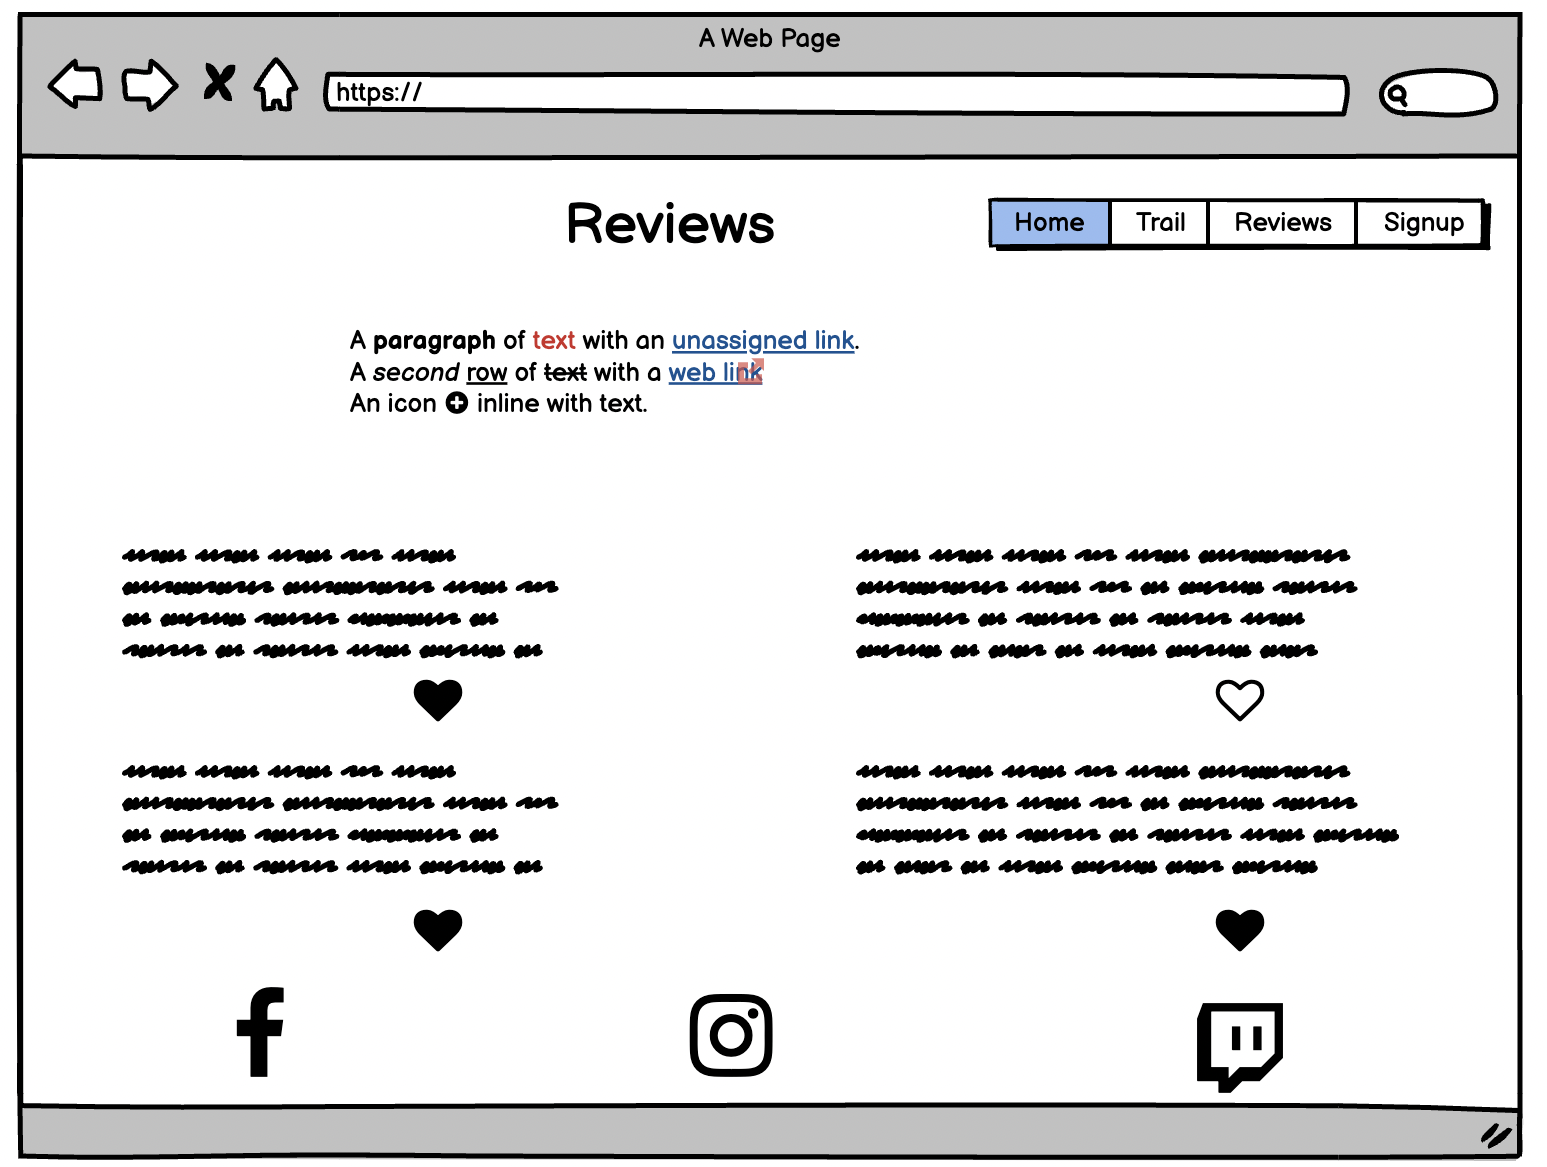 A Web Page
https://
Reviews
Home Trail Reviews Signup
A paragraph of text with an unassigned link.
A second row of text with a web link
An icon inline with text.